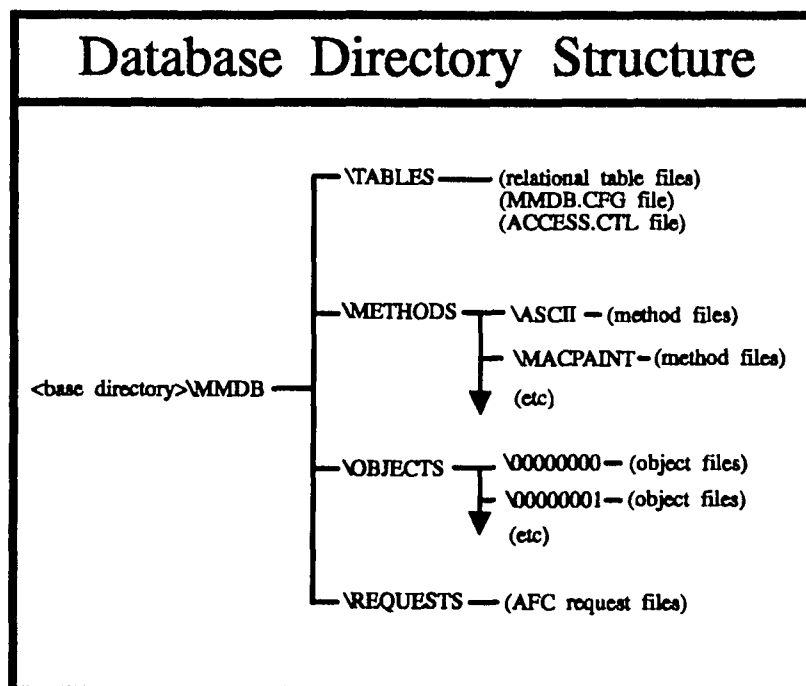 Database Directory Structure
\TABLES
(relational table files)
(MMDB.CFG file)
(ACCESS.CTL file)
\METHODS
\ASCII
(method files)
\MACPAINT
(method files)
(etc)
<base directory>\MMDB
\OBJECTS
\00000000
(object files)
\00000001
(object files)
(etc)
\REQUESTS
(AFC request files)